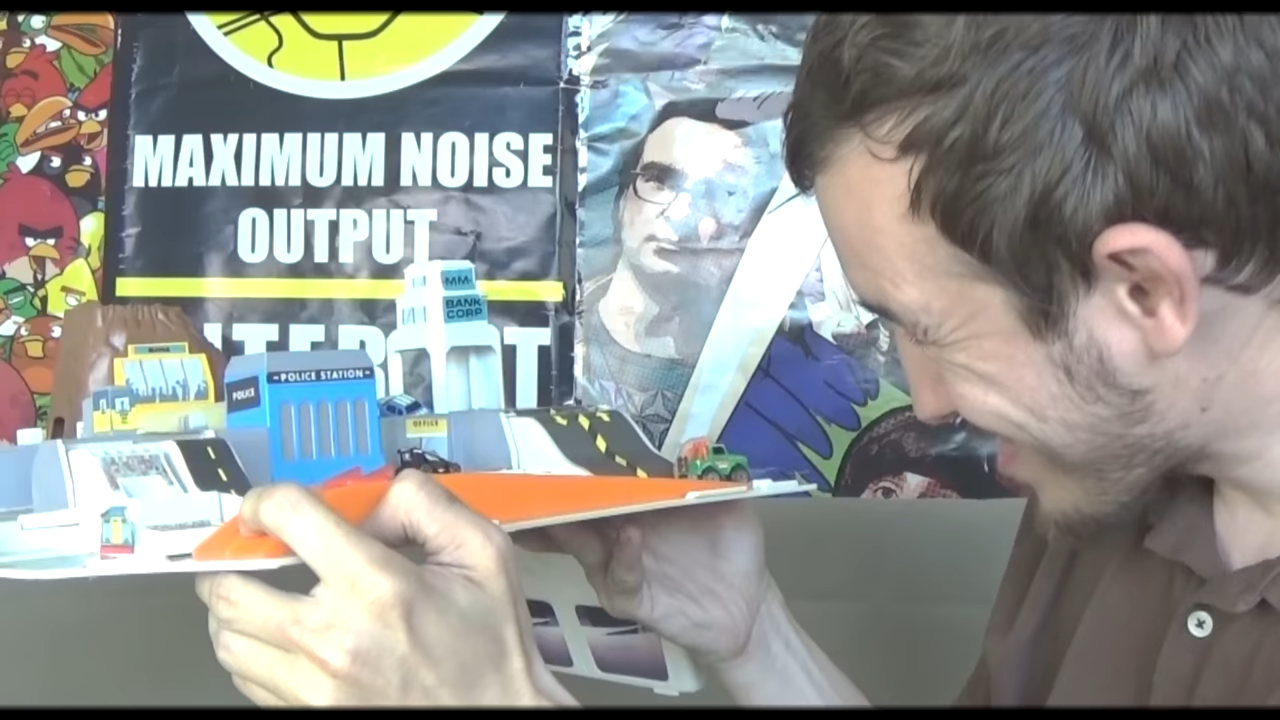 MAXIMUM NOISE
OUTPUT
MM
BANK
CORP
-POLICE STATION-
POLICE
OFFICE